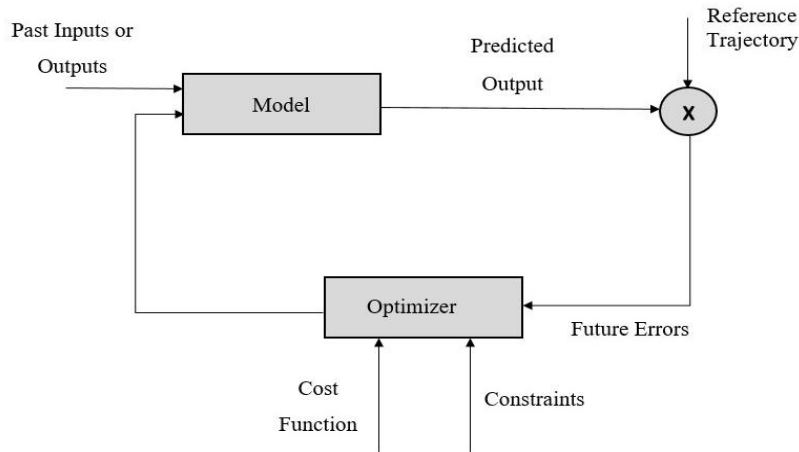 Past Inputs or
Outputs
Model
Predicted
Output
Reference
Trajectory
X
Optimizer
Future Errors
Cost
Function
Constraints